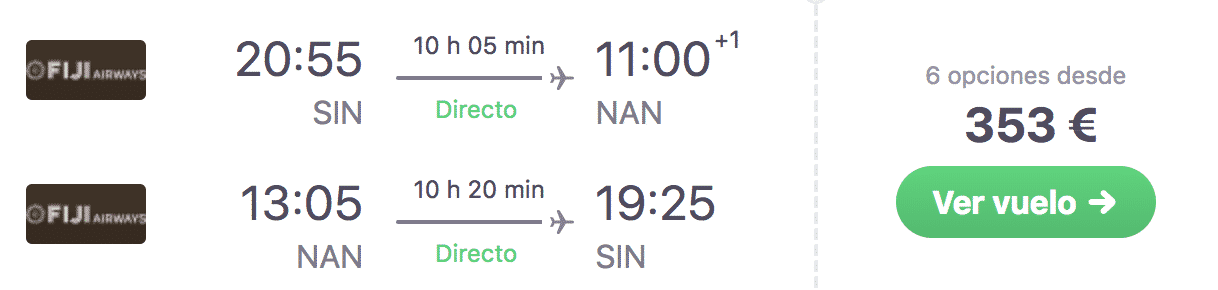 FIJI AIRWAYS
20:55
10 h 05 min
11:00+1
SIN
Directo
NAN
FIJI AIRWAYS
13:05
10 h 20 min
19:25
NAN
Directo
SIN
6 opciones desde
353 €
Ver vuelo →